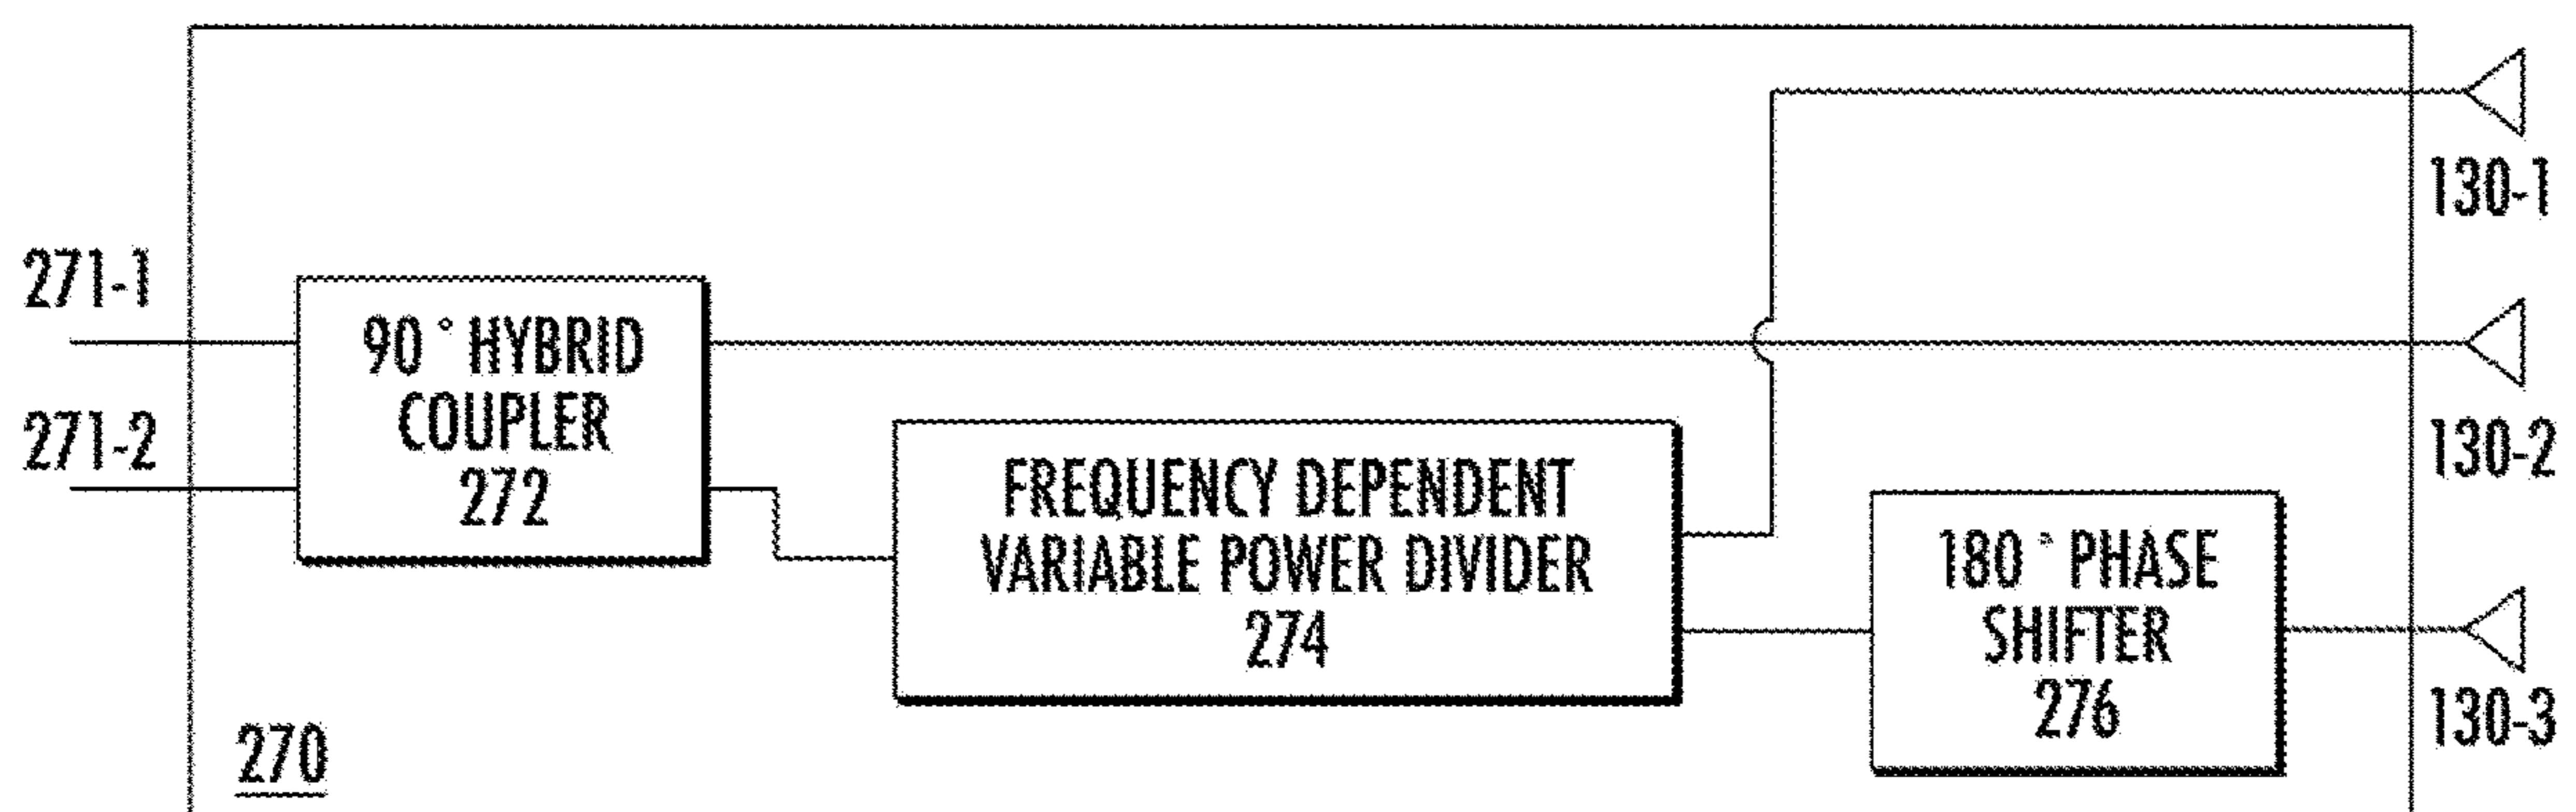 130-1
271-1
90° HYBRID
COUPLER
272
271-2
130-2
FREQUENCY DEPENDENT
VARIABLE POWER DIVIDER
274
180° PHASE
SHIFTER
276
130-3
270